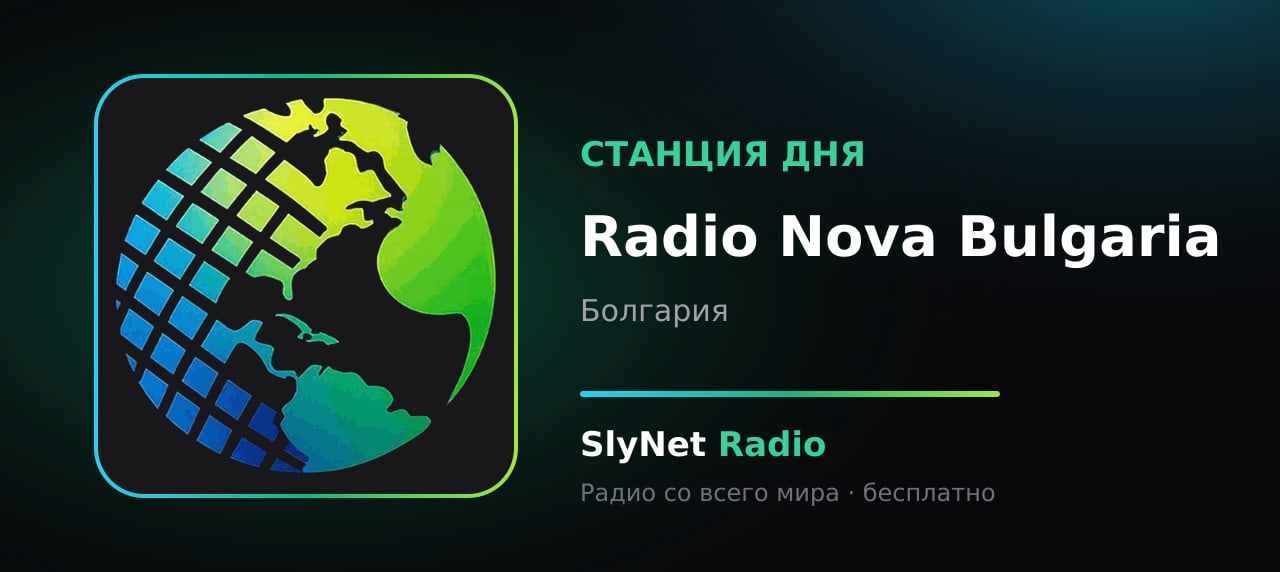 СТАНЦИЯ ДНЯ
Radio Nova Bulgaria
Болгария
SlyNet Radio
Радио со всего мира · бесплатно